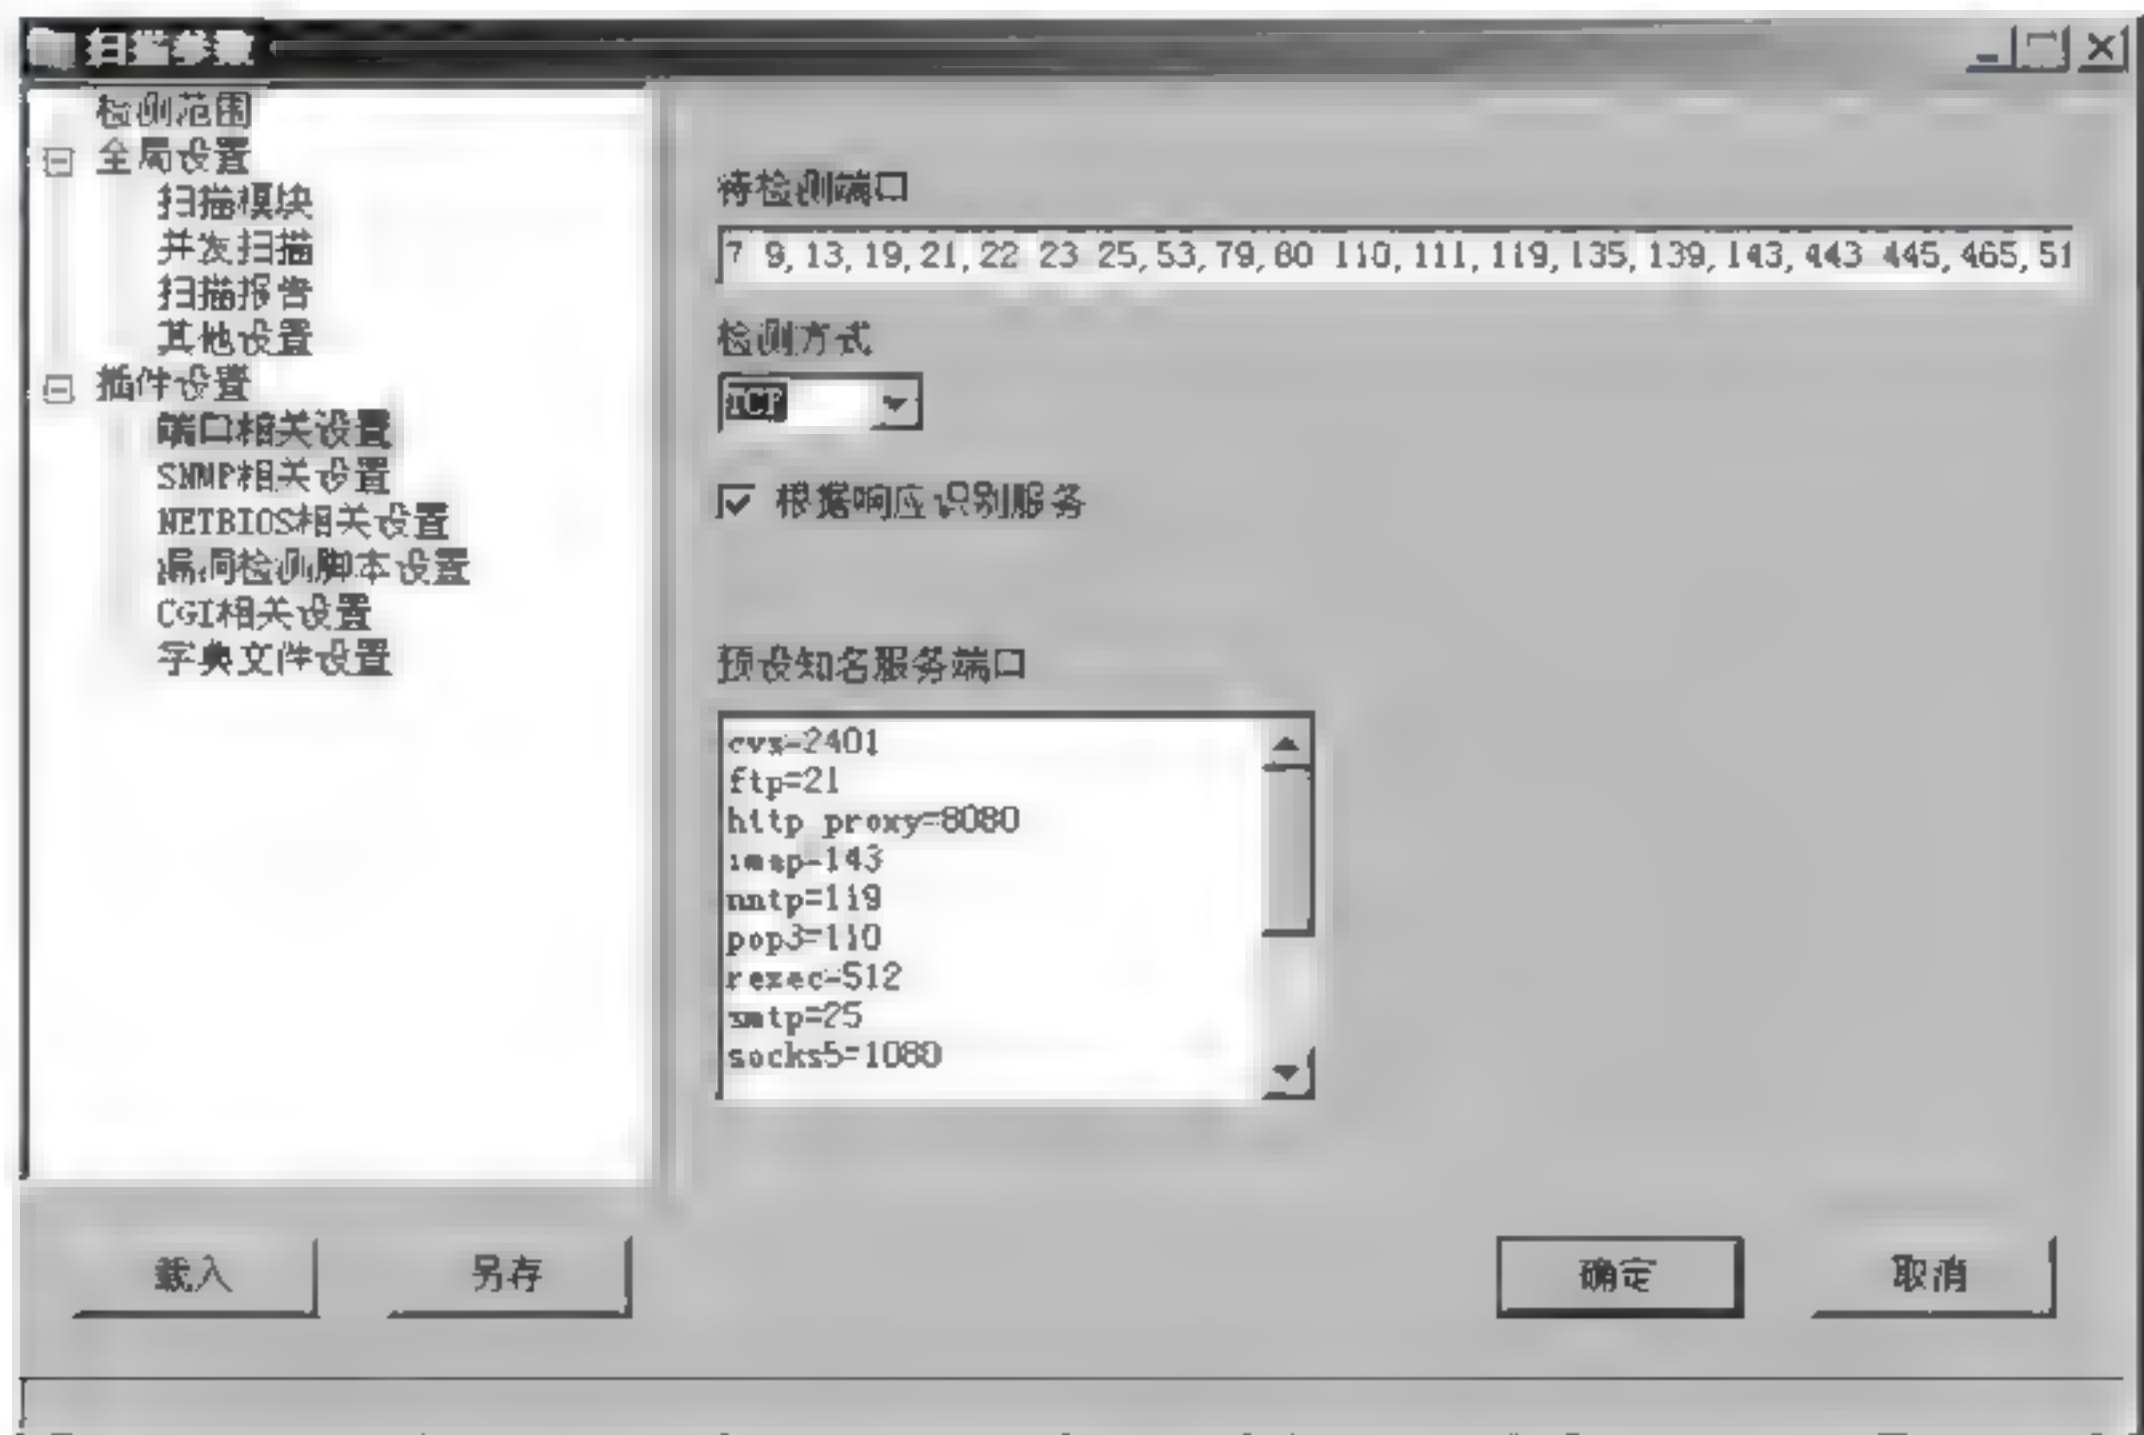 扫描参数
检测范围
全局设置
扫描模块
并发扫描
扫描报告
其他设置
插件设置
端口相关设置
SNMP相关设置
NETBIOS相关设置
漏洞检测脚本设置
CGI相关设置
字典文件设置
待检测端口
7,9,13,19,21,22,23,25,53,79,80,110,111,119,135,139,143,443,445,465,51
检测方式
TCP
根据响应识别服务
预设知名服务端口
cvs=2401
ftp=21
http proxy=8080
imap=143
nntp=119
pop3=110
rexec=512
smtp=25
socks5=1080
载入
另存
确定
取消